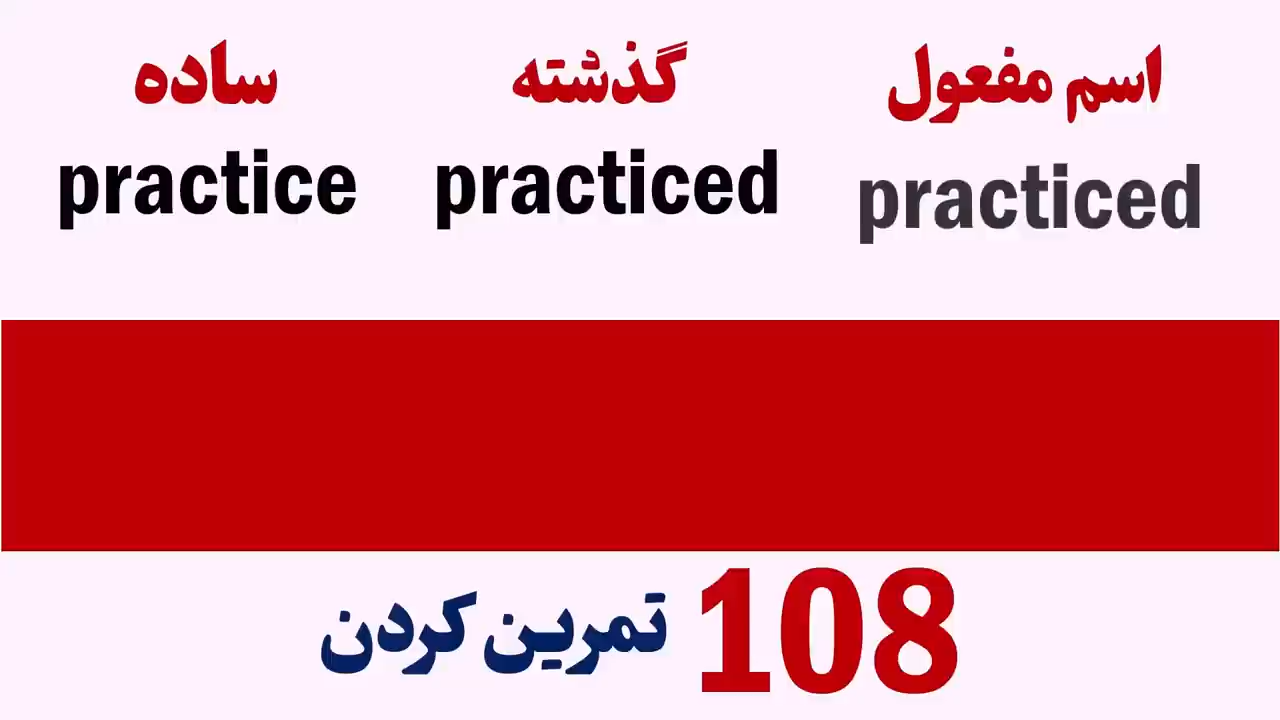 ساده گذشته اسم مفعول
practice practiced practiced
108 تمرین کردن